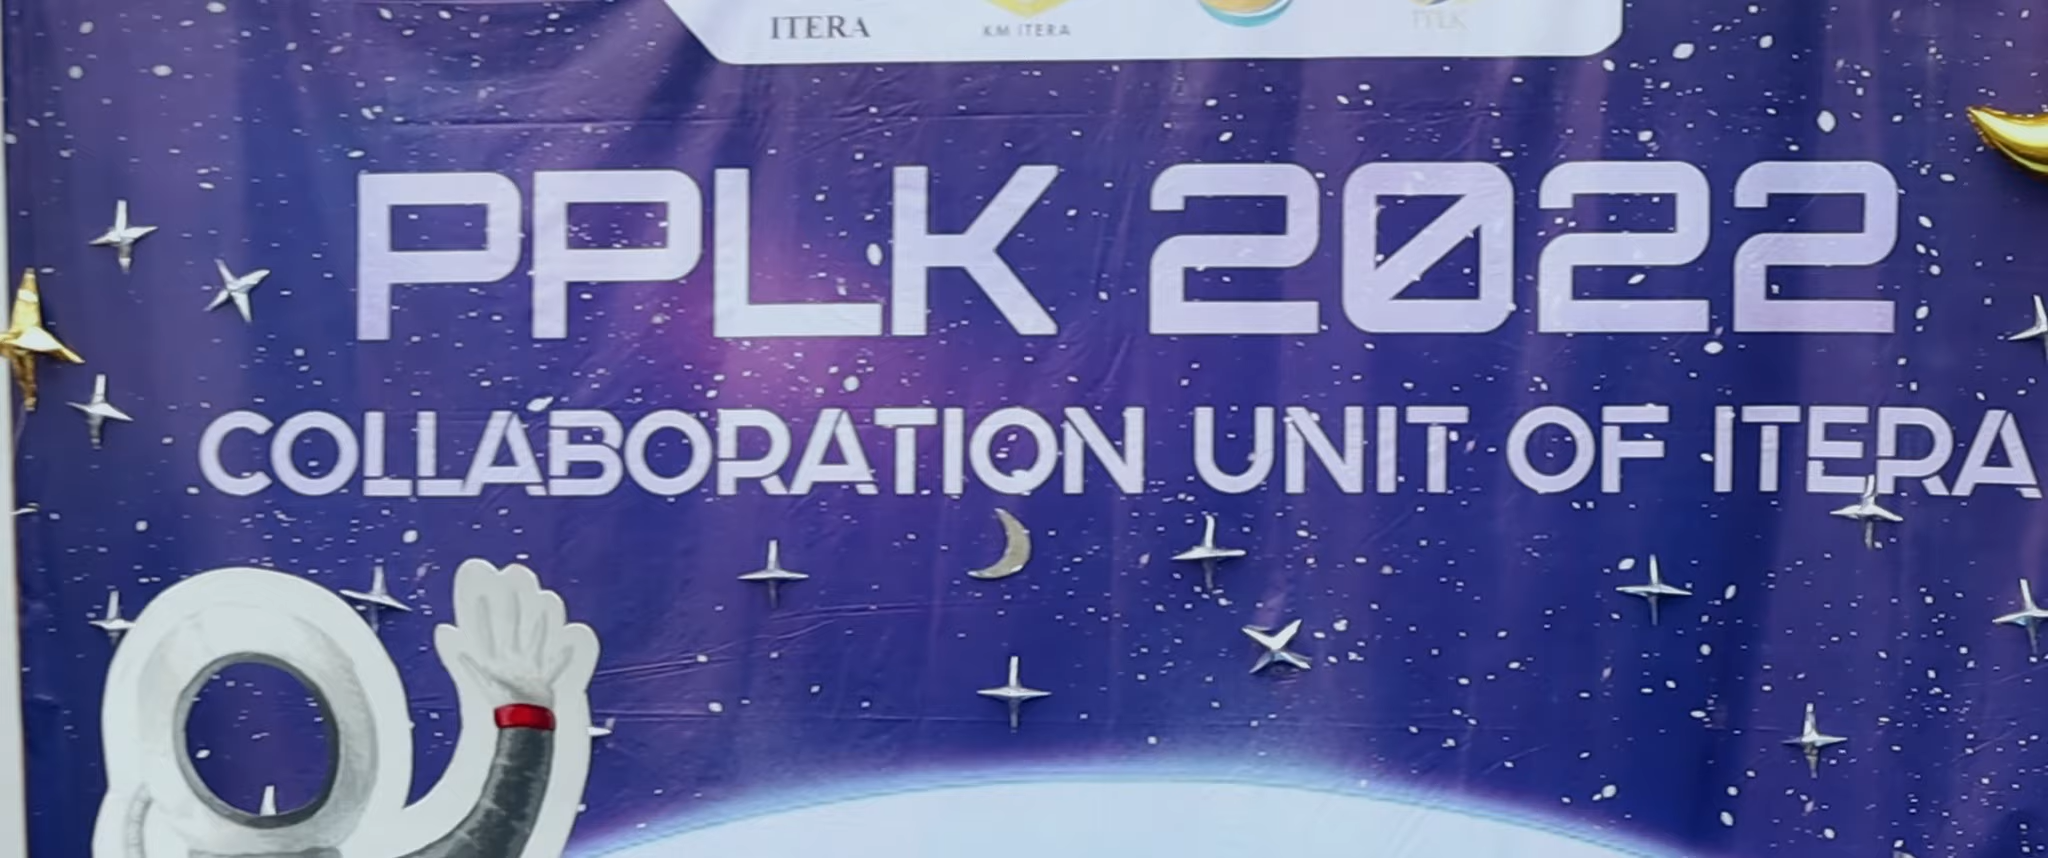 ITERA KM ITERA
PPLK 2022
COLLABORATION UNIT OF ITERA